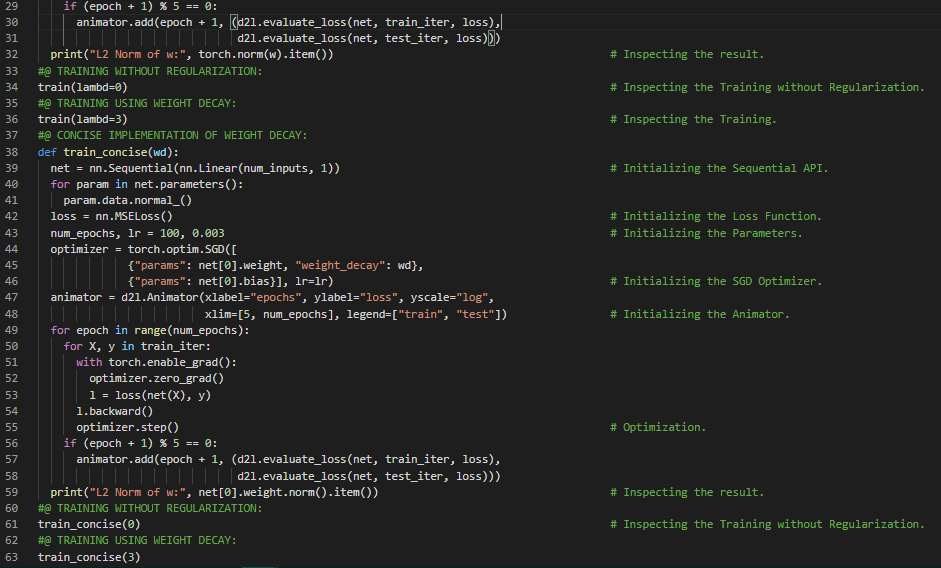 29 if (epoch + 1) % 5 == 0:
30 animator.add(epoch + 1, (d2l.evaluate_loss(net, train_iter, loss),
31 d2l.evaluate_loss(net, test_iter, loss)))
32 print("L2 Norm of w:", torch.norm(w).item()) # Inspecting the result.
33 #@ TRAINING WITHOUT REGULARIZATION:
34 train(lambd=0) # Inspecting the Training without Regularization.
35 #@ TRAINING USING WEIGHT DECAY:
36 train(lambd=3) # Inspecting the Training.
37 #@ CONCISE IMPLEMENTATION OF WEIGHT DECAY:
38 def train_concise(wd):
39 net = nn.Sequential(nn.Linear(num_inputs, 1)) # Initializing the Sequential API.
40 for param in net.parameters():
41 param.data.normal_()
42 loss = nn.MSELoss() # Initializing the Loss Function.
43 num_epochs, lr = 100, 0.003 # Initializing the Parameters.
44 optimizer = torch.optim.SGD([
45 {"params": net[0].weight, "weight_decay": wd},
46 {"params": net[0].bias}], lr=lr) # Initializing the SGD Optimizer.
47 animator = d2l.Animator(xlabel="epochs", ylabel="loss", yscale="log",
48 xlim=[5, num_epochs], legend=["train", "test"]) # Initializing the Animator.
49 for epoch in range(num_epochs):
50 for X, y in train_iter:
51 with torch.enable_grad():
52 optimizer.zero_grad()
53 l = loss(net(X), y)
54 l.backward()
55 optimizer.step() # Optimization.
56 if (epoch + 1) % 5 == 0:
57 animator.add(epoch + 1, (d2l.evaluate_loss(net, train_iter, loss),
58 d2l.evaluate_loss(net, test_iter, loss)))
59 print("L2 Norm of w:", net[0].weight.norm().item()) # Inspecting the result.
60 #@ TRAINING WITHOUT REGULARIZATION:
61 train_concise(0) # Inspecting the Training without Regularization.
62 #@ TRAINING USING WEIGHT DECAY:
63 train_concise(3)